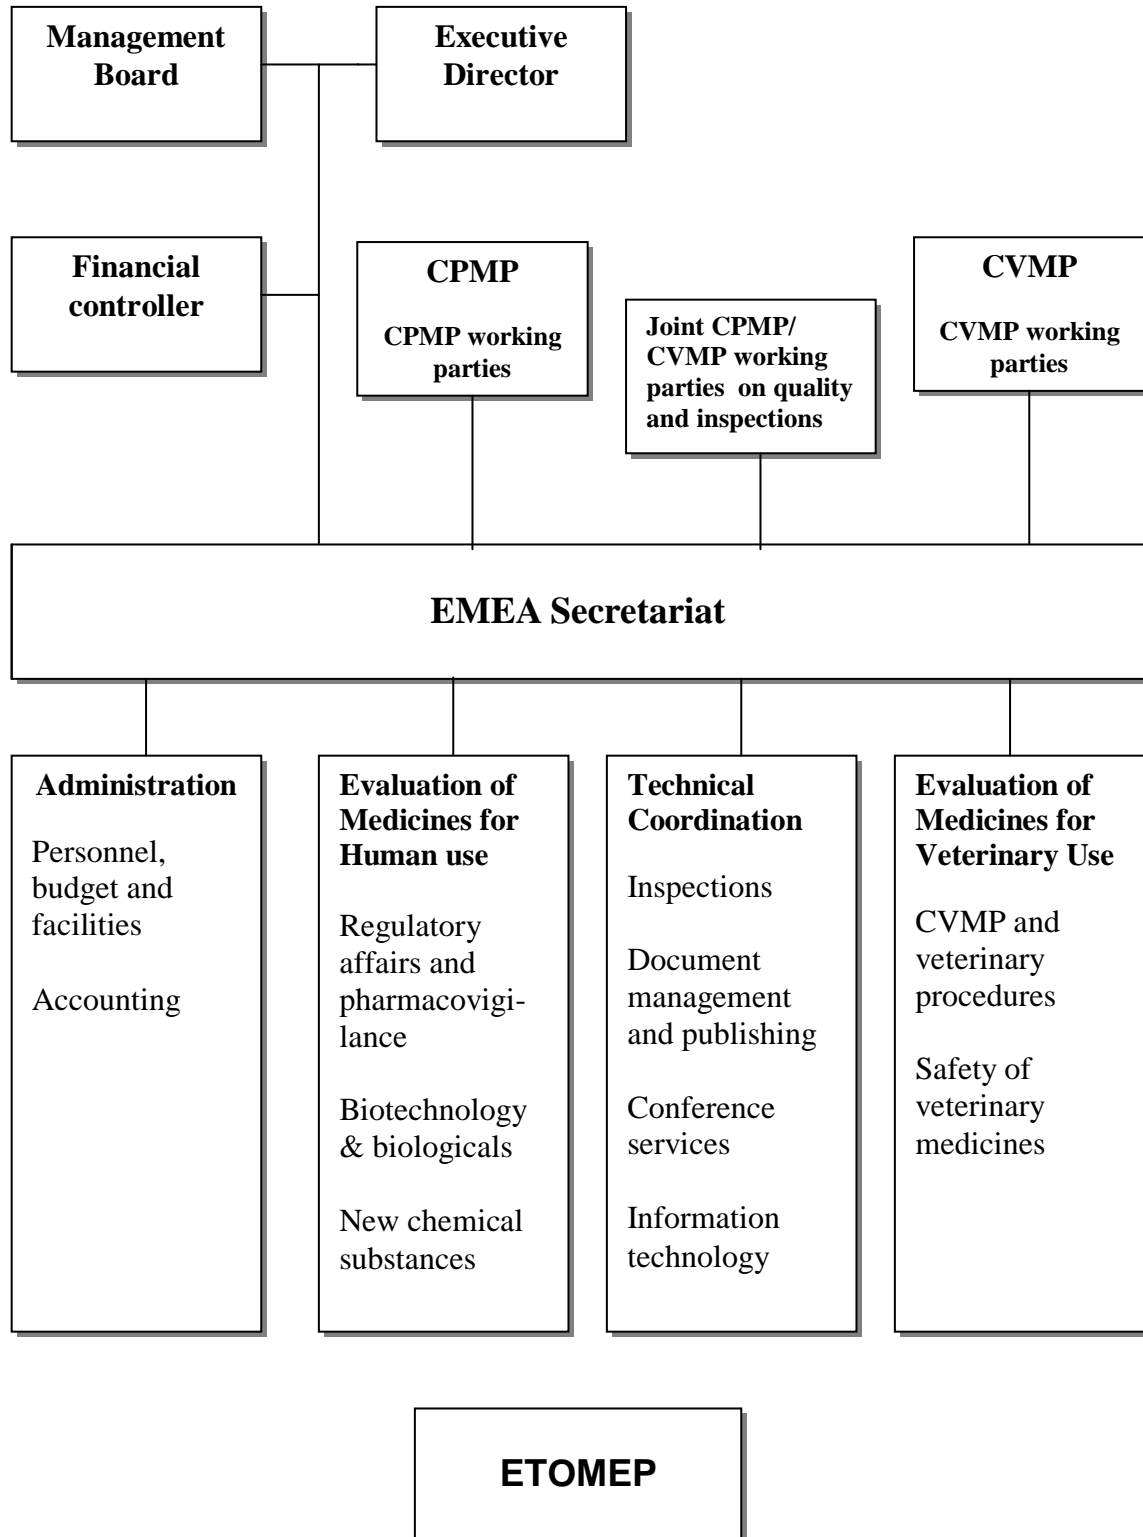 Management
Board
Executive
Director
Financial
controller
CPMP
CPMP working
parties
Joint CPMP/
CVMP working
parties on quality
and inspections
CVMP
CVMP working
parties
EMEA Secretariat
Administration
Personnel,
budget and
facilities
Accounting
Evaluation of
Medicines for
Human use
Regulatory
affairs and
pharmacovigi-
lance
Biotechnology
& biologicals
New chemical
substances
Technical
Coordination
Inspections
Document
management
and publishing
Conference
services
Information
technology
Evaluation of
Medicines for
Veterinary Use
CVMP and
veterinary
procedures
Safety of
veterinary
medicines
ETOMEP